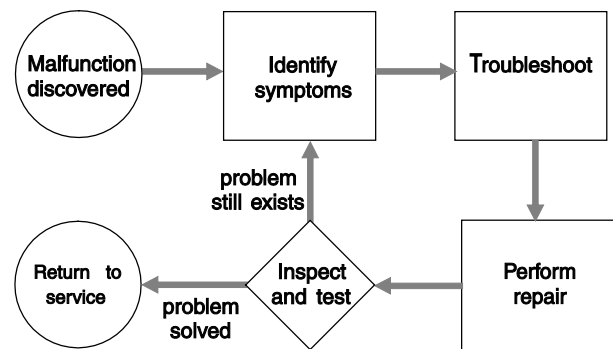 Malfunction
discovered
Identify
symptoms
Troubleshoot
problem
still exists
Return to
service
problem
solved
Inspect
and test
Perform
repair